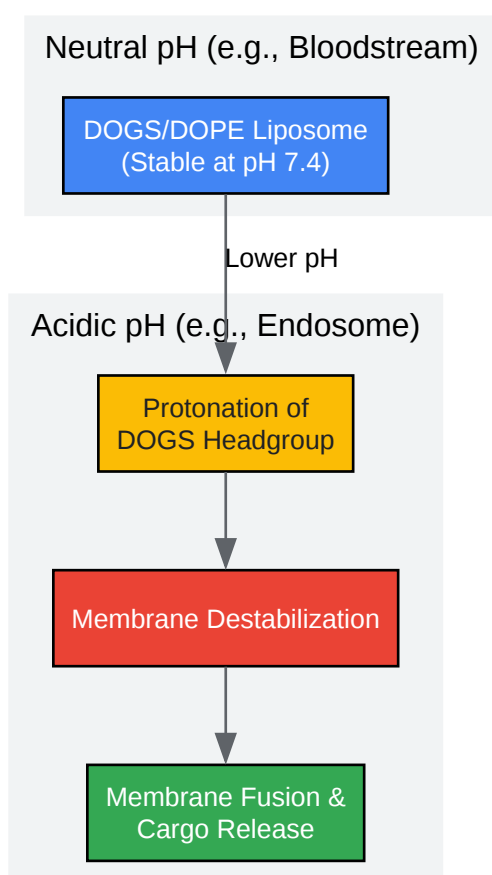 Neutral pH (e.g., Bloodstream)
DOGS/DOPE Liposome
(Stable at pH 7.4)
Lower pH
Acidic pH (e.g., Endosome)
Protonation of
DOGS Headgroup
Membrane Destabilization
Membrane Fusion &
Cargo Release